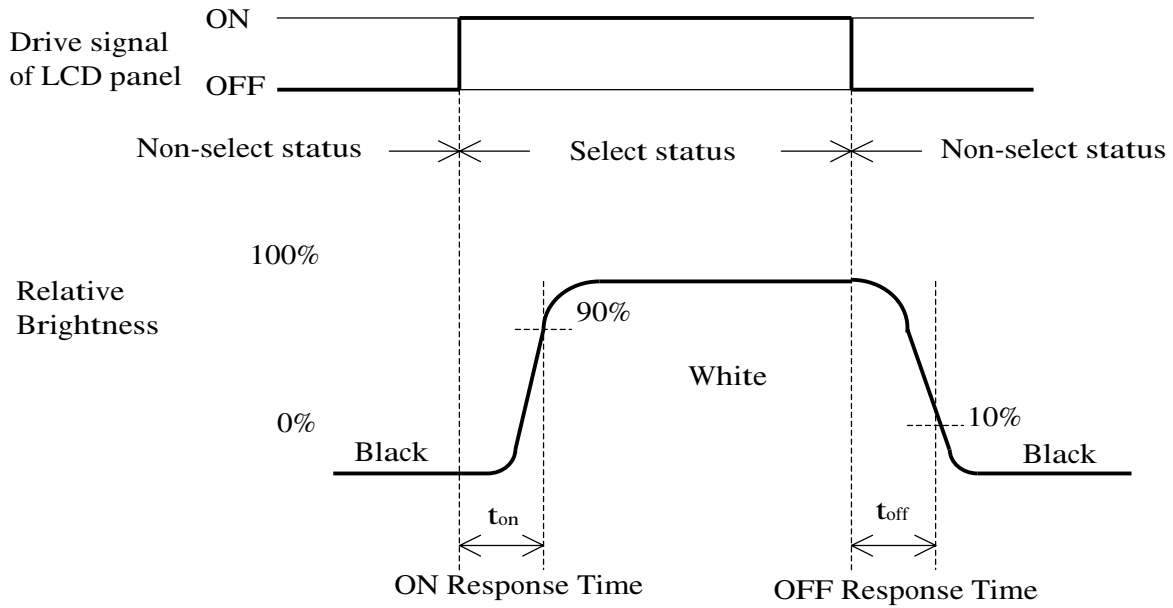 ON
Drive signal
of LCD panel
OFF
Non-select status
Select status
Non-select status
100%
Relative
Brightness
90%
White
0%
10%
Black
Black
ton
toff
ON Response Time
OFF Response Time